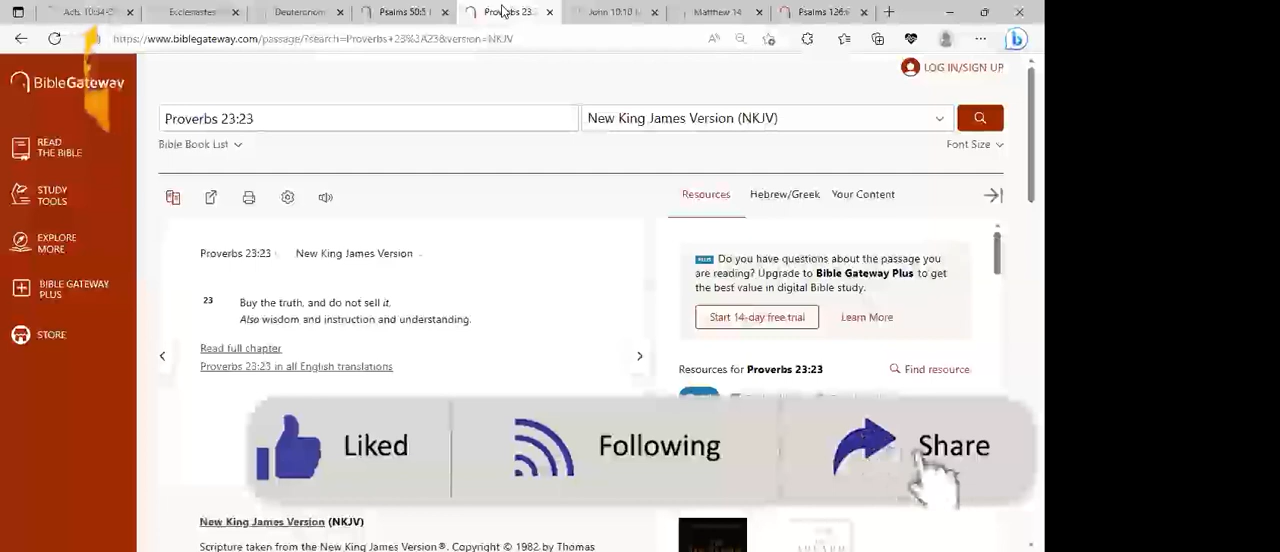 Acts 10:34-
Ecclesiastes
Deuteronom
Psalms 50:5
Proverbs 23:
John 10:10
Matthew 14
Psalms 126:6
https://www.biblegateway.com/passage/?search=Proverbs+23%3A23&version=NKJV
BibleGateway
LOG IN/SIGN UP
Proverbs 23:23
New King James Version (NKJV)
Bible Book List
Font Size
READ
THE BIBLE
STUDY
TOOLS
EXPLORE
MORE
BIBLE GATEWAY
PLUS
STORE
Resources
Hebrew/Greek
Your Content
Proverbs 23:23
New King James Version
23 Buy the truth, and do not sell it,
Also wisdom and instruction and understanding.
Read full chapter
Proverbs 23:23 in all English translations
PLUS Do you have questions about the passage you
are reading? Upgrade to Bible Gateway Plus to get
the best value in digital Bible study.
Start 14-day free trial
Learn More
Resources for Proverbs 23:23
Find resource
Liked
Following
Share
New King James Version (NKJV)
Scripture taken from the New King James Version®. Copyright © 1982 by Thomas